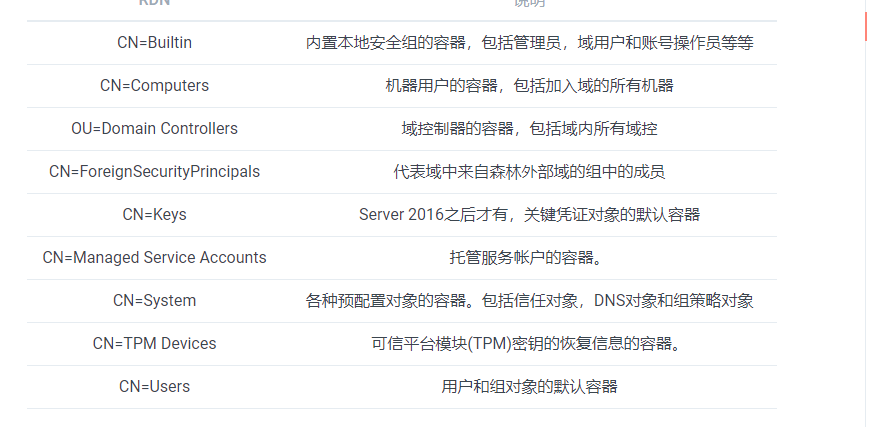 RDN 说明
CN=Builtin 内置本地安全组的容器，包括管理员，域用户和账号操作员等等
CN=Computers 机器用户的容器，包括加入域的所有机器
OU=Domain Controllers 域控制器的容器，包括域内所有域控
CN=ForeignSecurityPrincipals 代表域中来自森林外部域的组中的成员
CN=Keys Server 2016之后才有，关键凭证对象的默认容器
CN=Managed Service Accounts 托管服务帐户的容器。
CN=System 各种预配置对象的容器。包括信任对象，DNS对象和组策略对象
CN=TPM Devices 可信平台模块(TPM)密钥的恢复信息的容器。
CN=Users 用户和组对象的默认容器